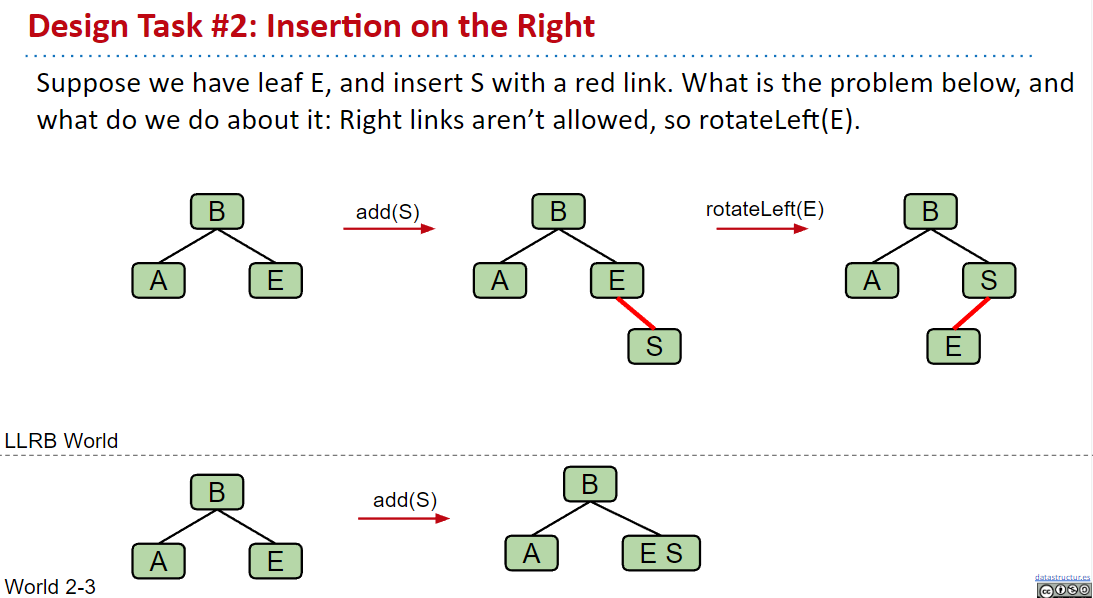 Design Task #2: Insertion on the Right
Suppose we have leaf E, and insert S with a red link. What is the problem below, and
what do we do about it: Right links aren’t allowed, so rotateLeft(E).
B
A
E
add(S)
B
A
E
S
rotateLeft(E)
B
A
S
E
LLRB World
B
A
E
add(S)
B
A
E S
World 2-3
datastructur.es